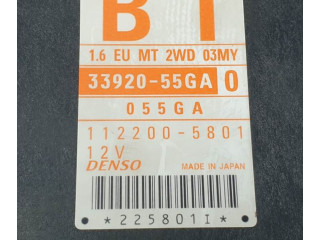 B T
1.6 EU MT 2WD 03MY
33920-55GA 0
055GA
112200-5801
12V
DENSO MADE IN JAPAN
*225801I*